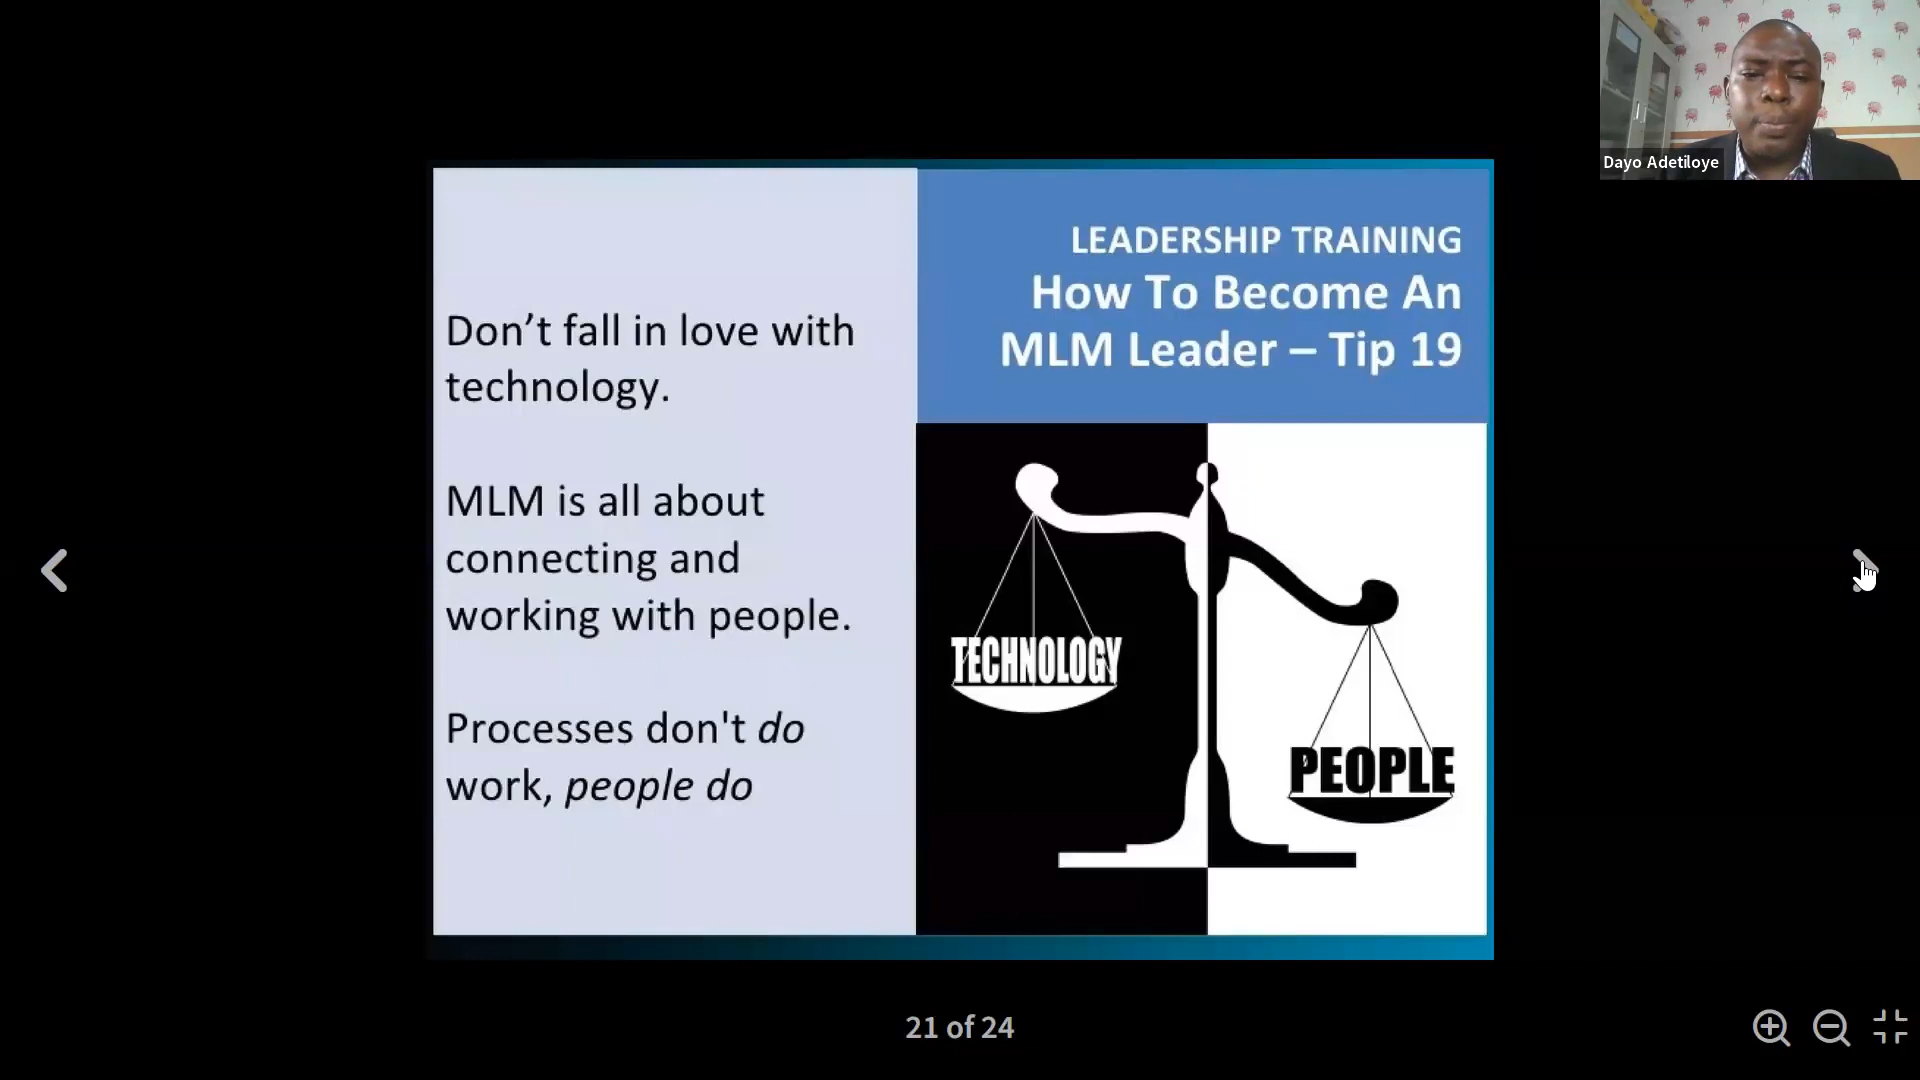 Dayo Adetiloye
LEADERSHIP TRAINING
How To Become An
MLM Leader – Tip 19
Don’t fall in love with
technology.
MLM is all about
connecting and
working with people.
Processes don't do
work, people do
TECHNOLOGY
PEOPLE
21 of 24